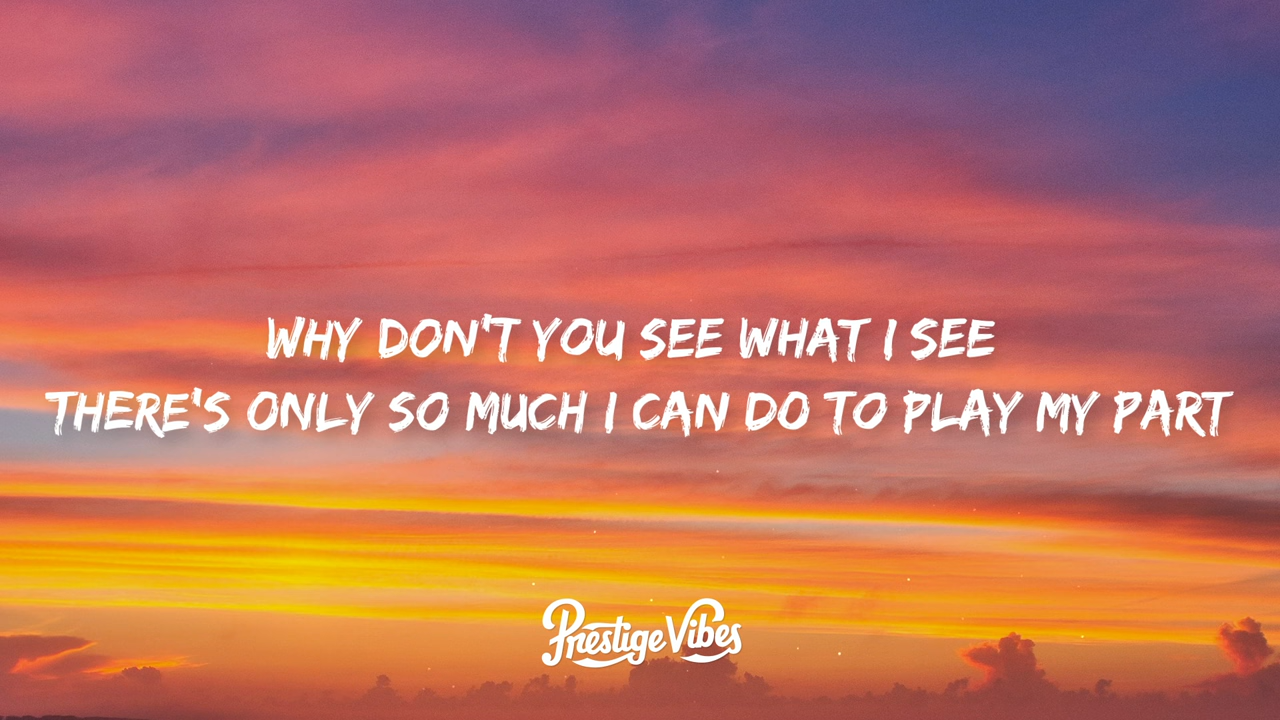 WHY DON'T YOU SEE WHAT I SEE
THERE'S ONLY SO MUCH I CAN DO TO PLAY MY PART
Prestige Vibes